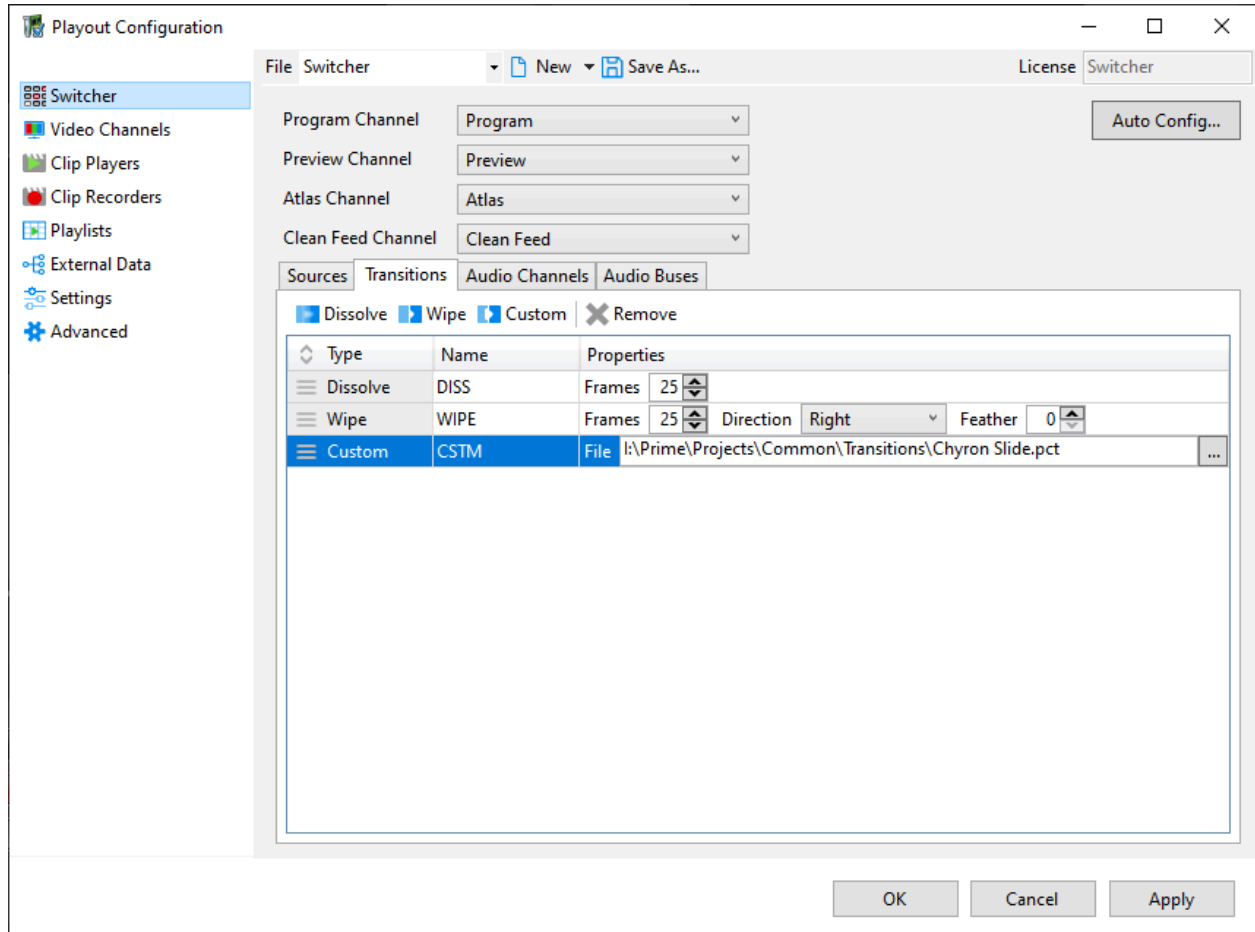 Playout Configuration
File Switcher New Save As... License Switcher
Switcher
Video Channels
Clip Players
Clip Recorders
Playlists
External Data
Settings
Advanced
Program Channel Program Auto Config...
Preview Channel Preview
Atlas Channel Atlas
Clean Feed Channel Clean Feed
Sources Transitions Audio Channels Audio Buses
Dissolve Wipe Custom Remove
Type Name Properties
Dissolve DISS Frames 25
Wipe WIPE Frames 25 Direction Right Feather 0
Custom CSTM File I:\Prime\Projects\Common\Transitions\Chyron Slide.pct ...
OK Cancel Apply